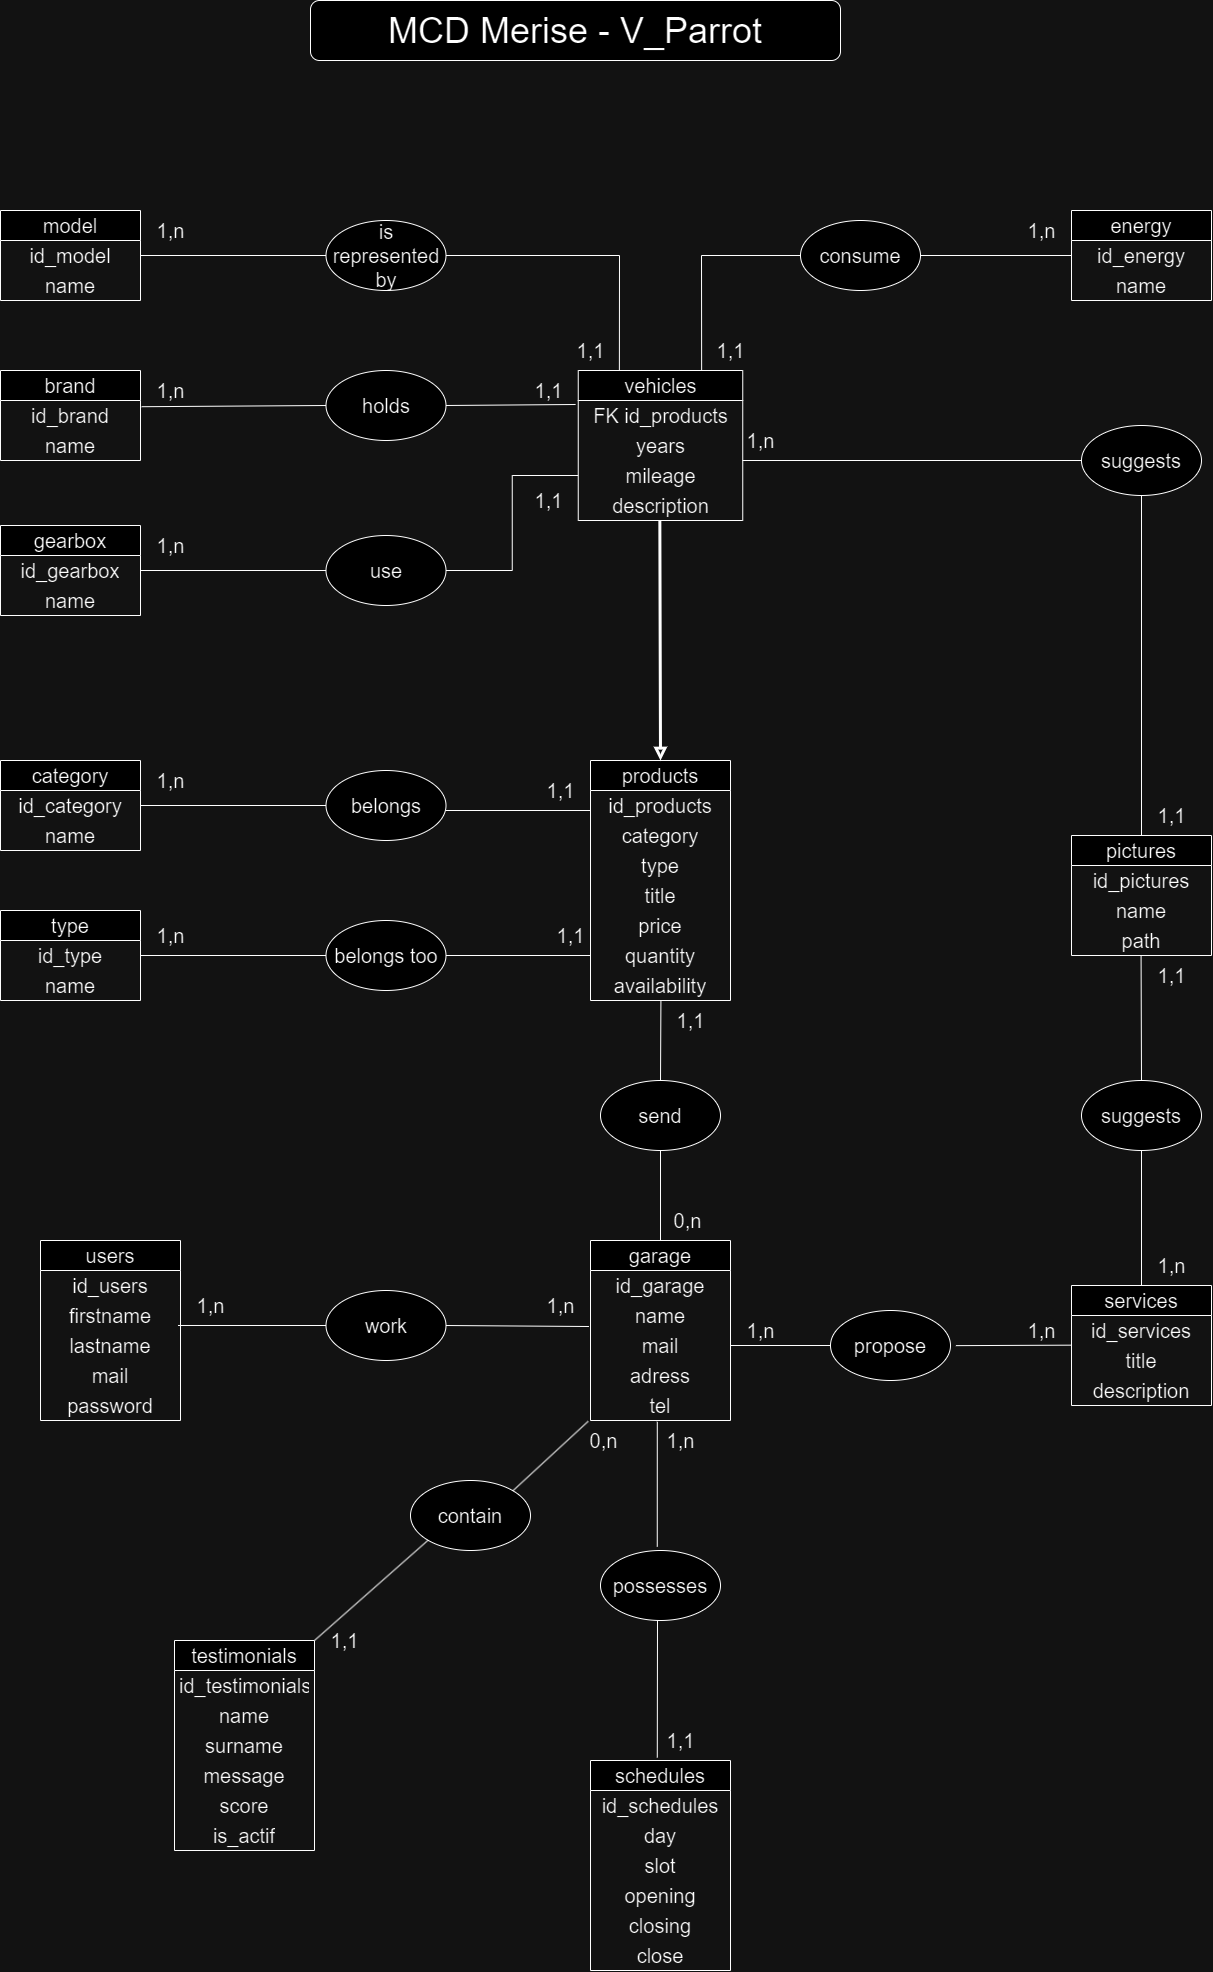 MCD Merise - V_Parrot
model
id_model
name
1,n
is
represented
by
1,1
consume
1,1
1,n
energy
id_energy
name
brand
id_brand
name
1,n
holds
1,1
vehicles
FK id_products
years
mileage
description
1,n
suggests
gearbox
id_gearbox
name
1,n
use
1,1
category
id_category
name
1,n
belongs
1,1
products
id_products
category
type
title
price
quantity
availability
1,1
pictures
id_pictures
name
path
1,1
type
id_type
name
1,n
belongs too
1,1
1,1
send
0,n
suggests
1,n
users
id_users
firstname
lastname
mail
password
1,n
work
1,n
garage
id_garage
name
mail
adress
tel
1,n
propose
1,n
services
id_services
title
description
0,n
1,n
contain
1,1
possesses
1,1
testimonials
id_testimonials
name
surname
message
score
is_actif
schedules
id_schedules
day
slot
opening
closing
close